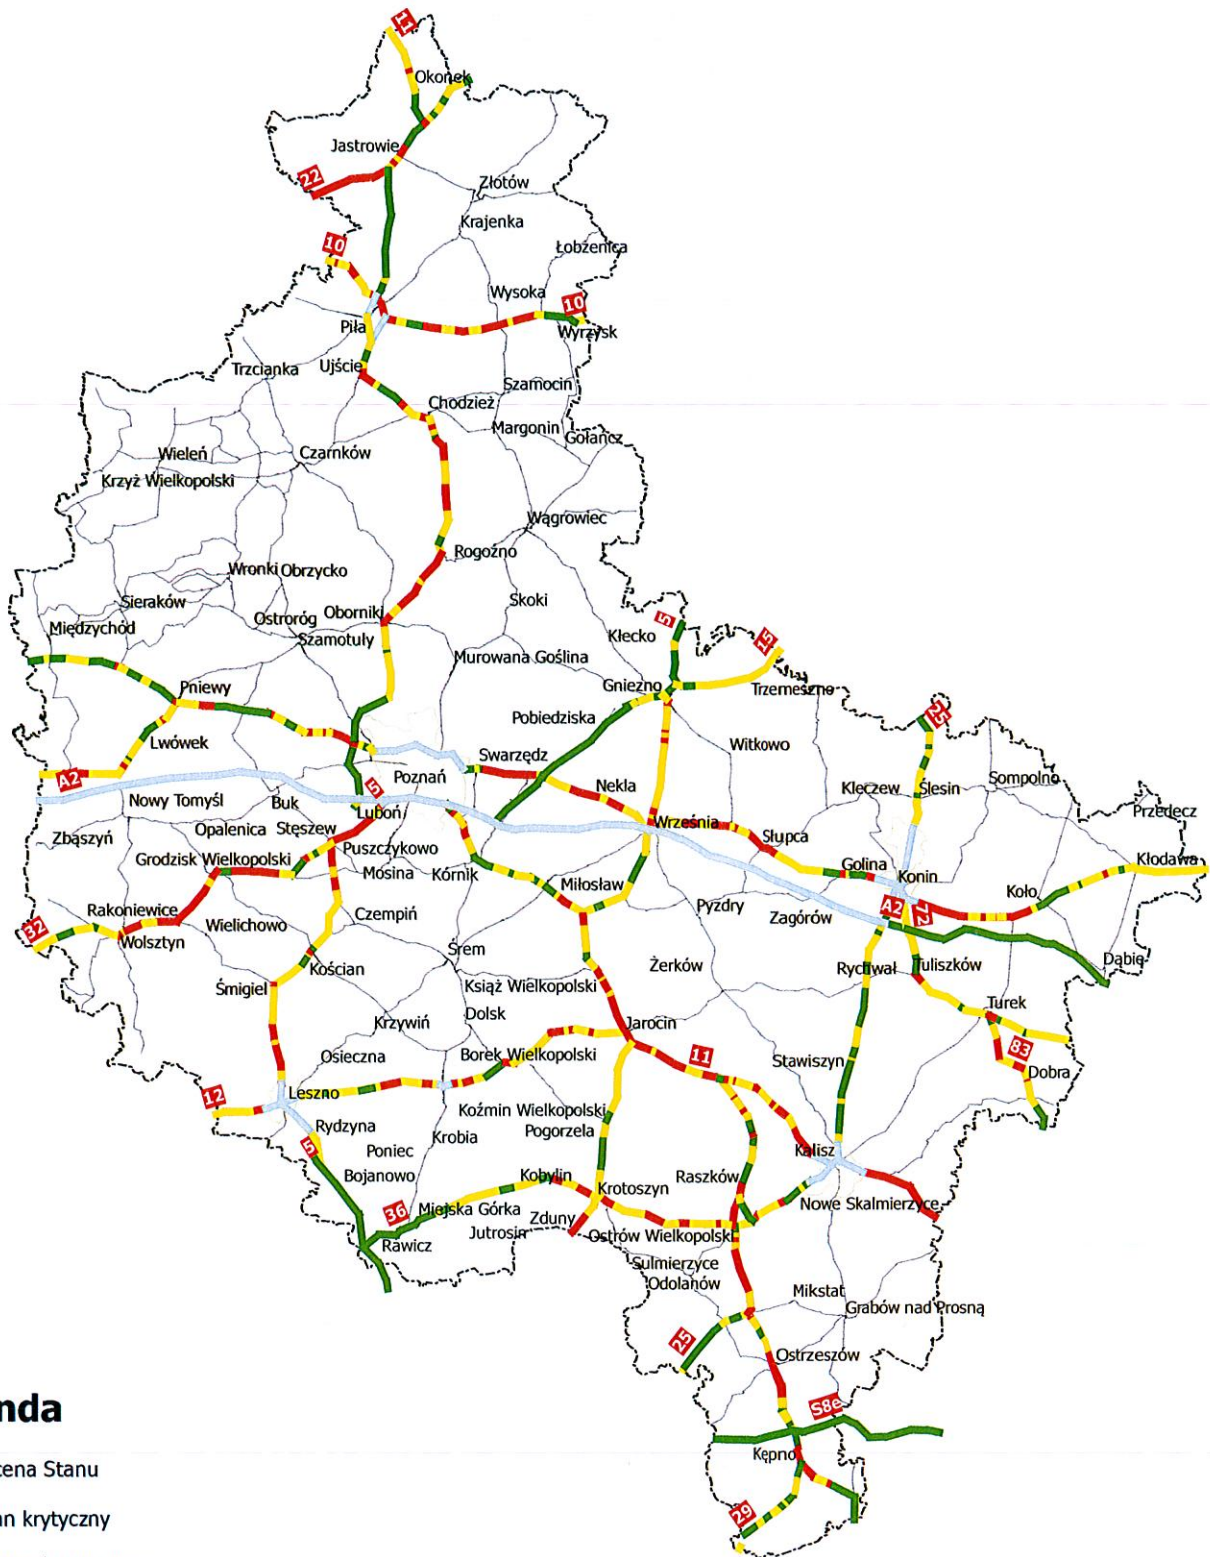 11
Okonek
Jastrowie
22
Złotów
Krajenka
10
Łobżenica
Wysoka
10
Piła
Wyrzysk
Ujście
Trzcianka
Szamocin
Chodzież
Margonin
Gołańcz
Czarnków
Wieleń
Krzyż Wielkopolski
Wągrowiec
Rogoźno
Wronki
Obrzycko
Sieraków
Skoki
Ostroróg
Oborniki
5
Międzychód
Szamotuły
Kłecko
15
Murowana Goślina
Gniezno
Trzemeszno
Pniewy
Pobiedziska
25
Lwówek
Swarzędz
Witkowo
A2
Poznań
Nekla
Sompolno
Kleczew
Ślesin
5
Nowy Tomyśl
Buk
Luboń
Przedecz
Zbąszyń
Opalenica
Stęszew
Września
Słupca
Puszczykowo
Grodzisk Wielkopolski
Mosina
Kórnik
Golina
Kłodawa
Konin
Miłosław
Koło
Rakoniewice
Wielichowo
Czempiń
Pyzdry
Zagórów
A2
72
32
Wolsztyn
Śrem
Dąbie
Kościan
Żerków
Rychwał
Tuliszków
Śmigiel
Książ Wielkopolski
Turek
Krzywiń
Dolsk
Jarocin
83
Osieczna
Borek Wielkopolski
11
Stawiszyn
Dobra
12
Leszno
Koźmin Wielkopolski
Rydzyna
Krobia
Pogorzela
5
Poniec
Kalisz
Bojanowo
Kobylin
Raszków
Krotoszyn
Nowe Skalmierzyce
36
Miejska Górka
Zduny
Rawicz
Jutrosin
Ostrów Wielkopolski
Sulmierzyce
Odolanów
Mikstat
Grabów nad Prosną
25
Ostrzeszów
S8e
nda
Kępno
cena Stanu
29
n krytyczny